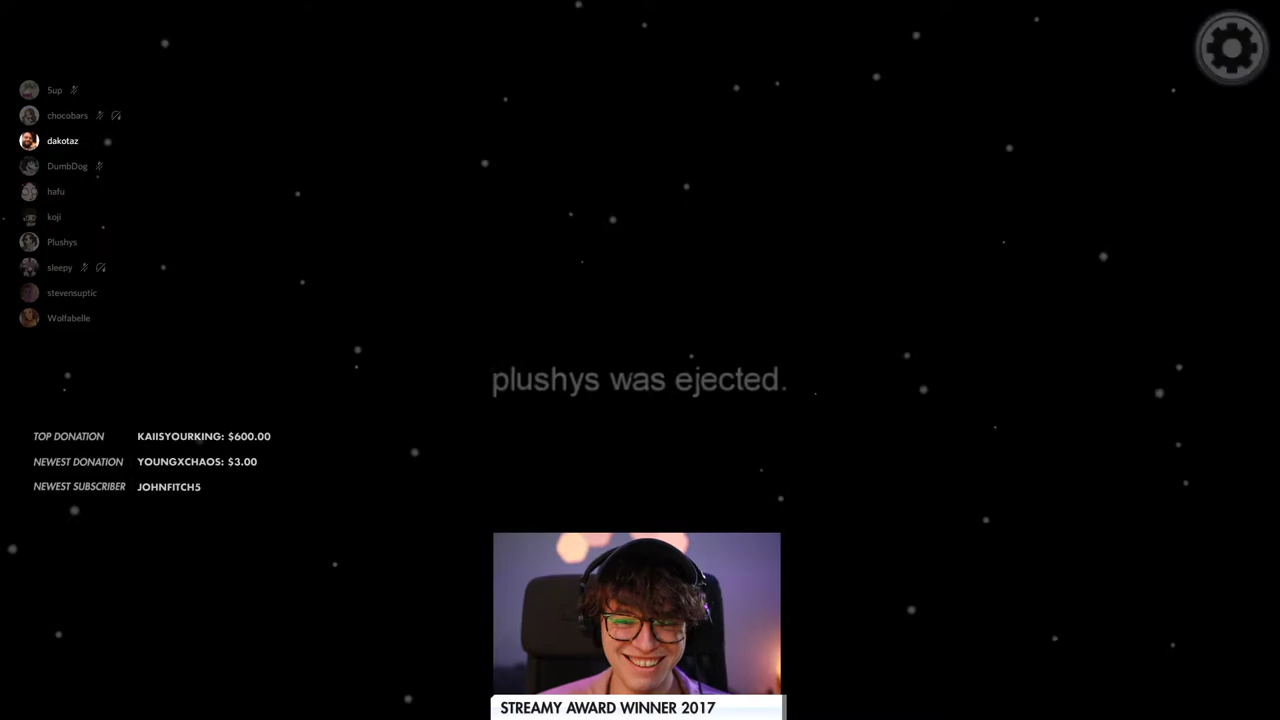 5up
chocobars
dakotaz
DumbDog
hafu
koji
Plushys
sleepy
stevensuptic
Wolfabelle
plushys was ejected.
TOP DONATION KAIISYOURKING: $600.00
NEWEST DONATION YOUNGXCHAOS: $3.00
NEWEST SUBSCRIBER JOHNFITCH5
STREAMY AWARD WINNER 2017